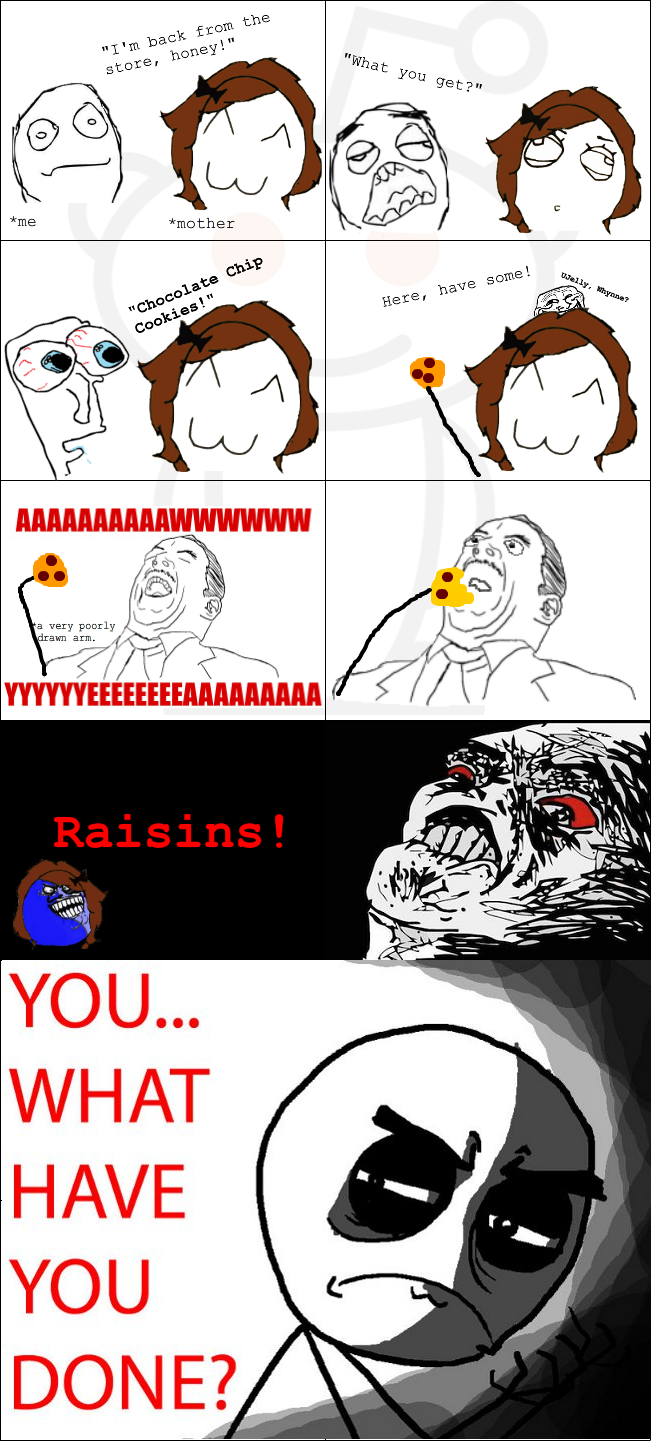 "I'm back from the
store, honey!"
*me
*mother
"What you get?"
"Chocolate Chip
Cookies!"
Here, have some!
UJelly, Whynne?
AAAAAAAAAAWWWWWW
*a very poorly
drawn arm.
YYYYYYEEEEEEEEAAAAAAAAA
Raisins!
YOU...
WHAT
HAVE
YOU
DONE?